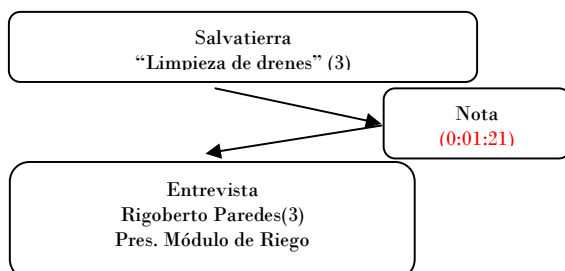 Salvatierra
“Limpieza de drenes” (3)
Nota
(0:01:21)
Entrevista
Rigoberto Paredes(3)
Pres. Módulo de Riego